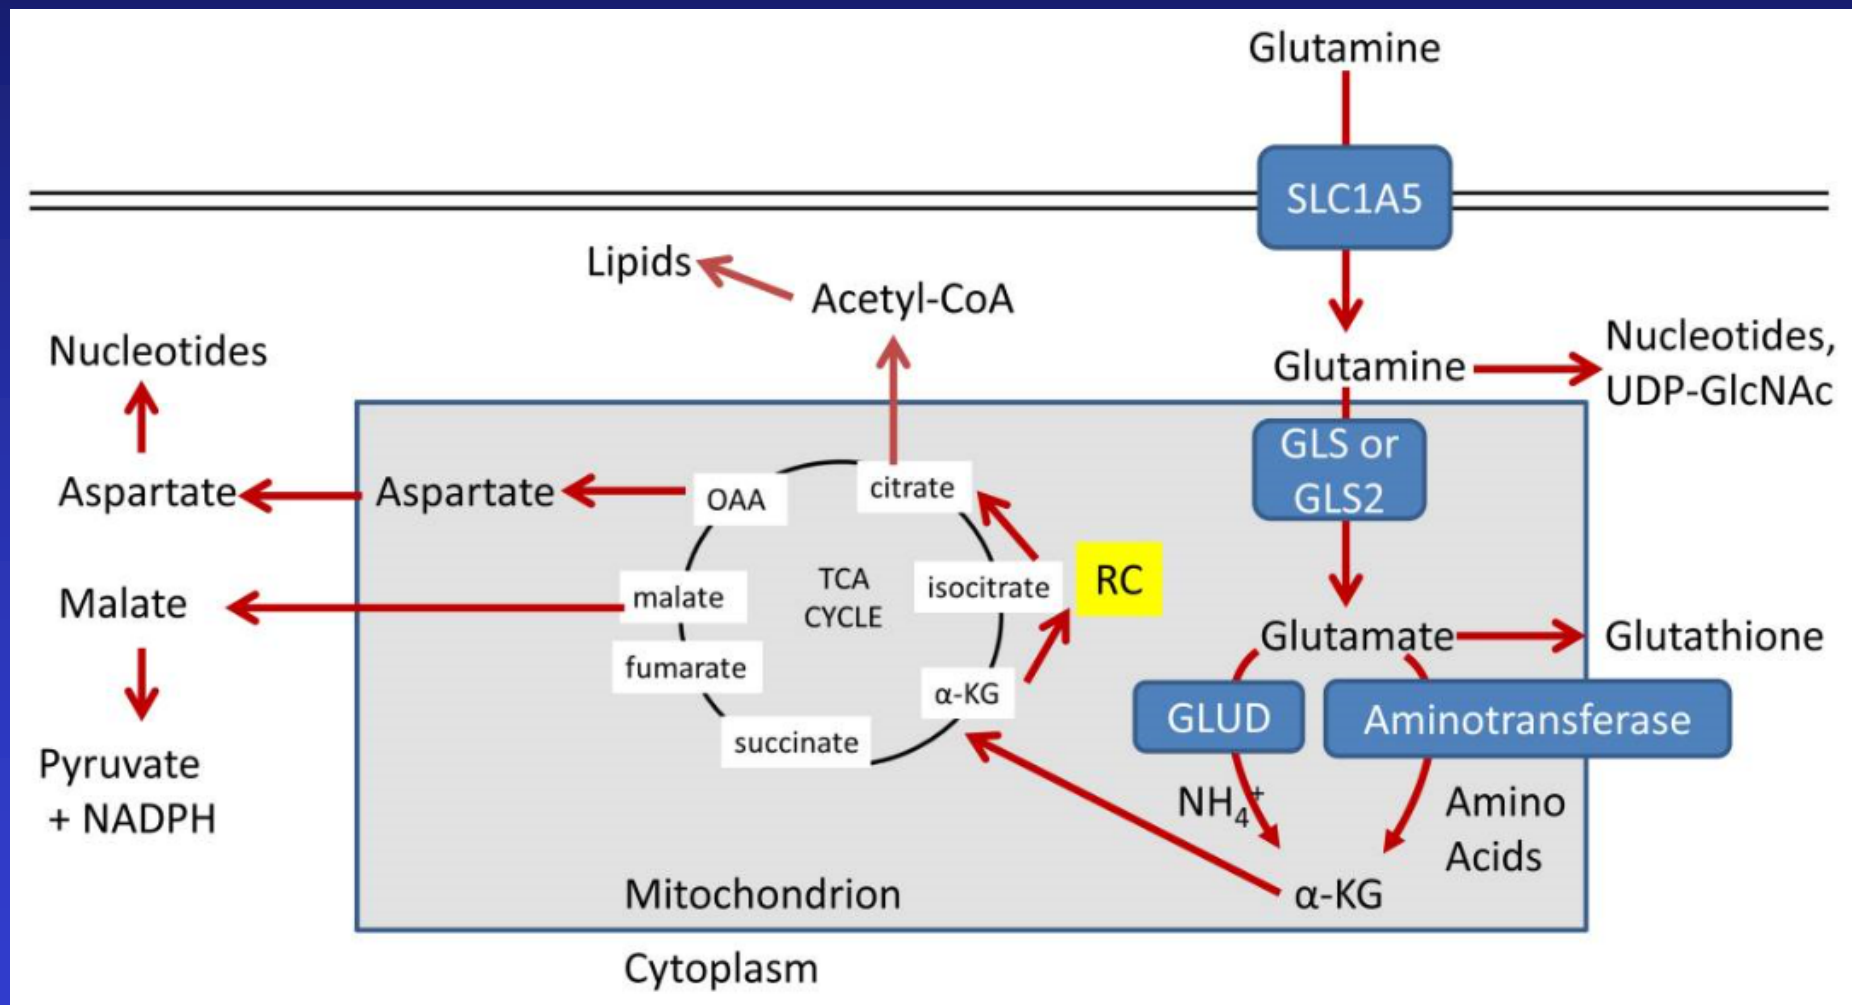 Glutamine
SLC1A5
Lipids
Acetyl-CoA
Nucleotides
Glutamine
Nucleotides,
UDP-GlcNAc
GLS or
GLS2
Aspartate
Aspartate
OAA
citrate
TCA
CYCLE
isocitrate
RC
Malate
malate
fumarate
α-KG
succinate
Glutamate
Glutathione
GLUD
Aminotransferase
Pyruvate
+ NADPH
NH₄⁺
Amino
Acids
α-KG
Mitochondrion
Cytoplasm